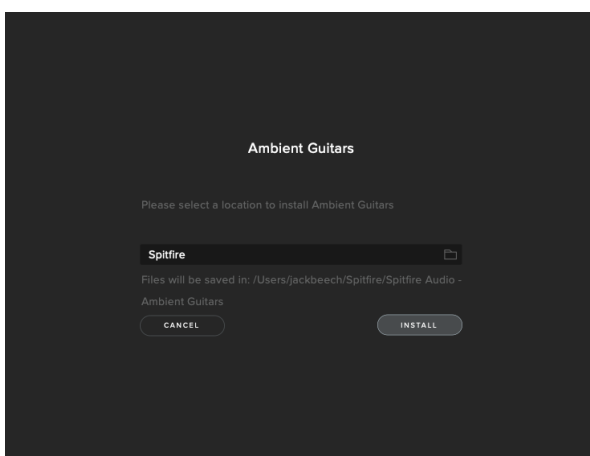 Ambient Guitars
Please select a location to install Ambient Guitars
Spitfire
Files will be saved in: /Users/jackbeech/Spitfire/Spitfire Audio -
Ambient Guitars
CANCEL INSTALL